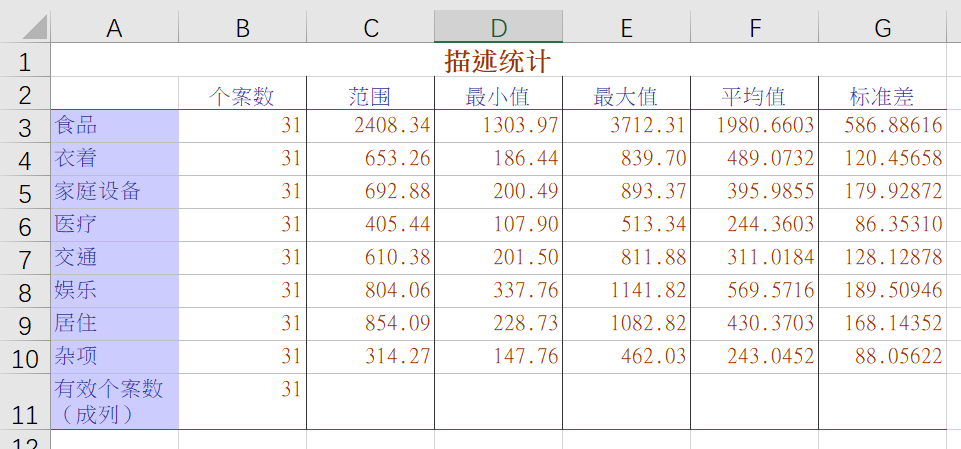 A B C D E F G
1 描述统计
2 个案数 范围 最小值 最大值 平均值 标准差
3 食品 31 2408.34 1303.97 3712.31 1980.6603 586.88616
4 衣着 31 653.26 186.44 839.70 489.0732 120.45658
5 家庭设备 31 692.88 200.49 893.37 395.9855 179.92872
6 医疗 31 405.44 107.90 513.34 244.3603 86.35310
7 交通 31 610.38 201.50 811.88 311.0184 128.12878
8 娱乐 31 804.06 337.76 1141.82 569.5716 189.50946
9 居住 31 854.09 228.73 1082.82 430.3703 168.14352
10 杂项 31 314.27 147.76 462.03 243.0452 88.05622
有效个案数 31
11 （成列）
12